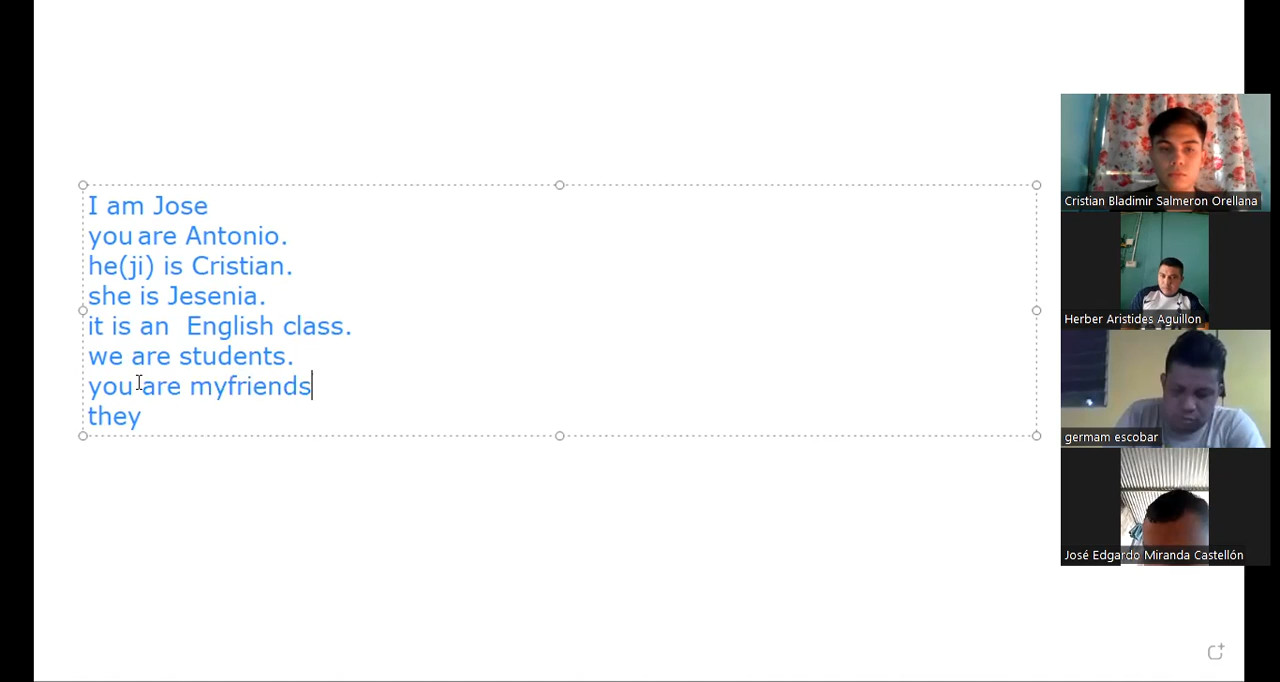 I am Jose
you are Antonio.
he(ji) is Cristian.
she is Jesenia.
it is an  English class.
we are students.
you are myfriends
they
Cristian Bladimir Salmeron Orellana
Herber Aristides Aguillon
germam escobar
José Edgardo Miranda Castellón